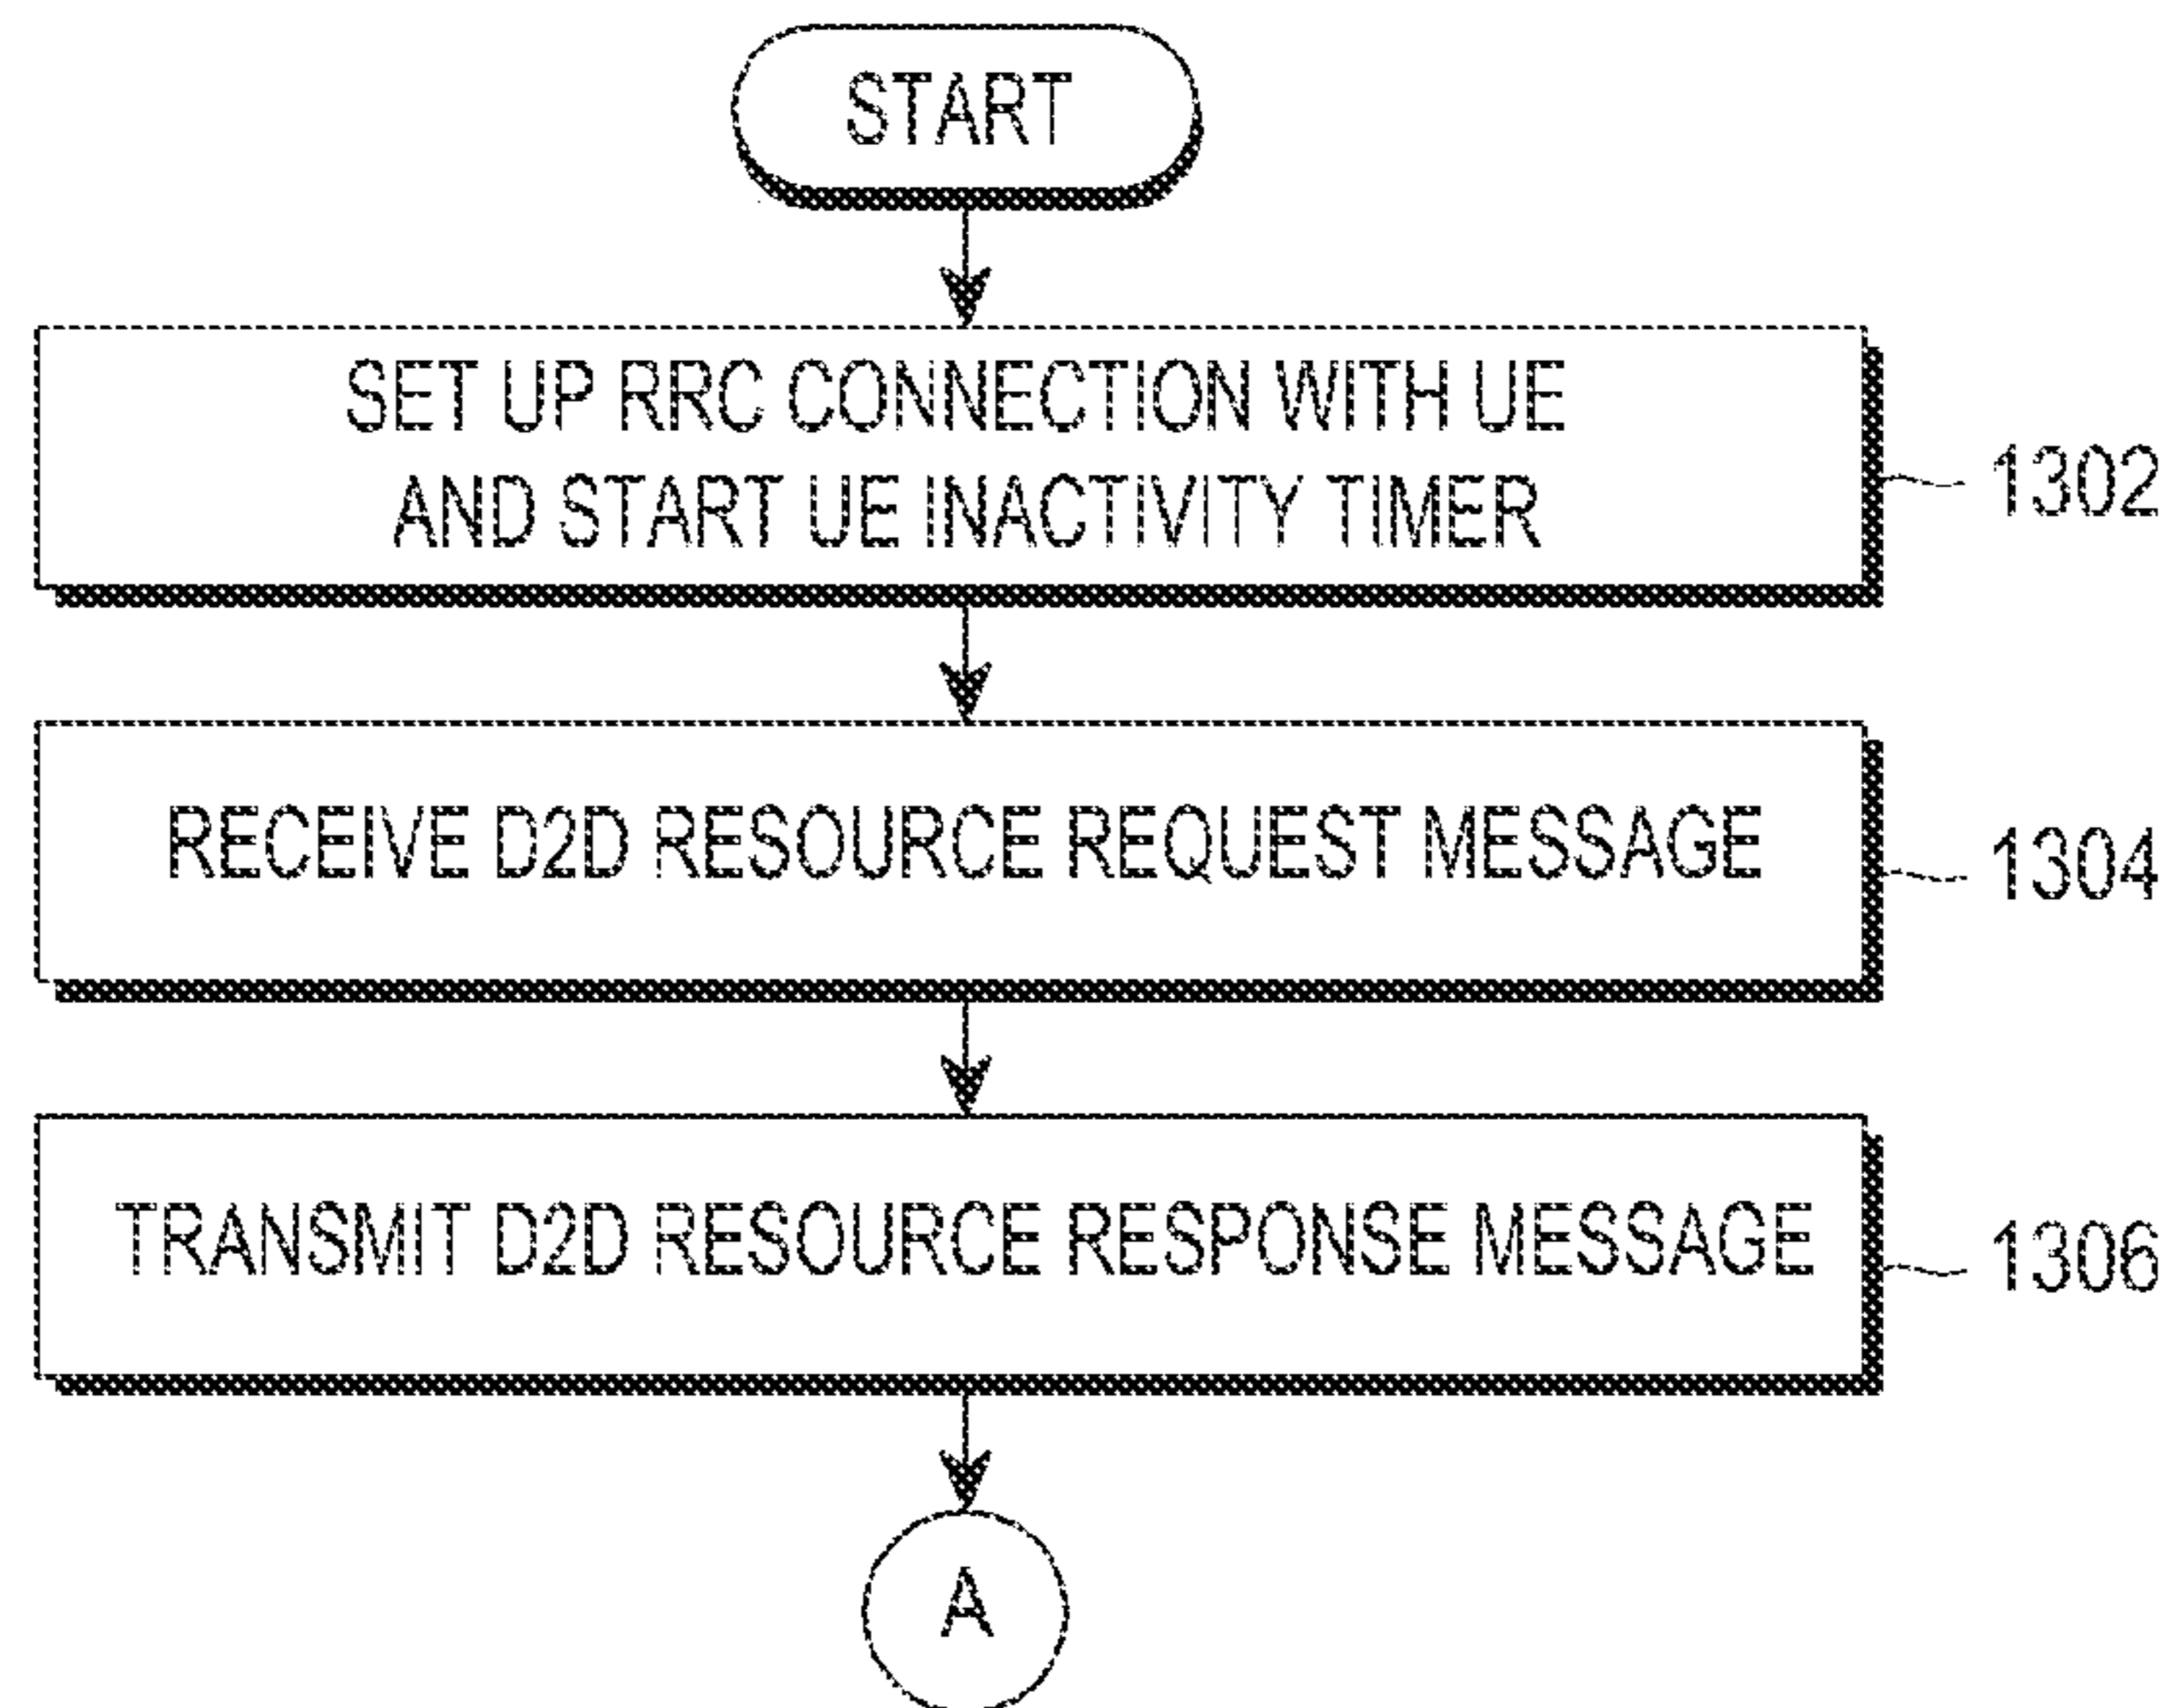 START
SET UP RRC CONNECTION WITH UE
AND START UE INACTIVITY TIMER
1302
RECEIVE D2D RESOURCE REQUEST MESSAGE
1304
TRANSMIT D2D RESOURCE RESPONSE MESSAGE
1306
A